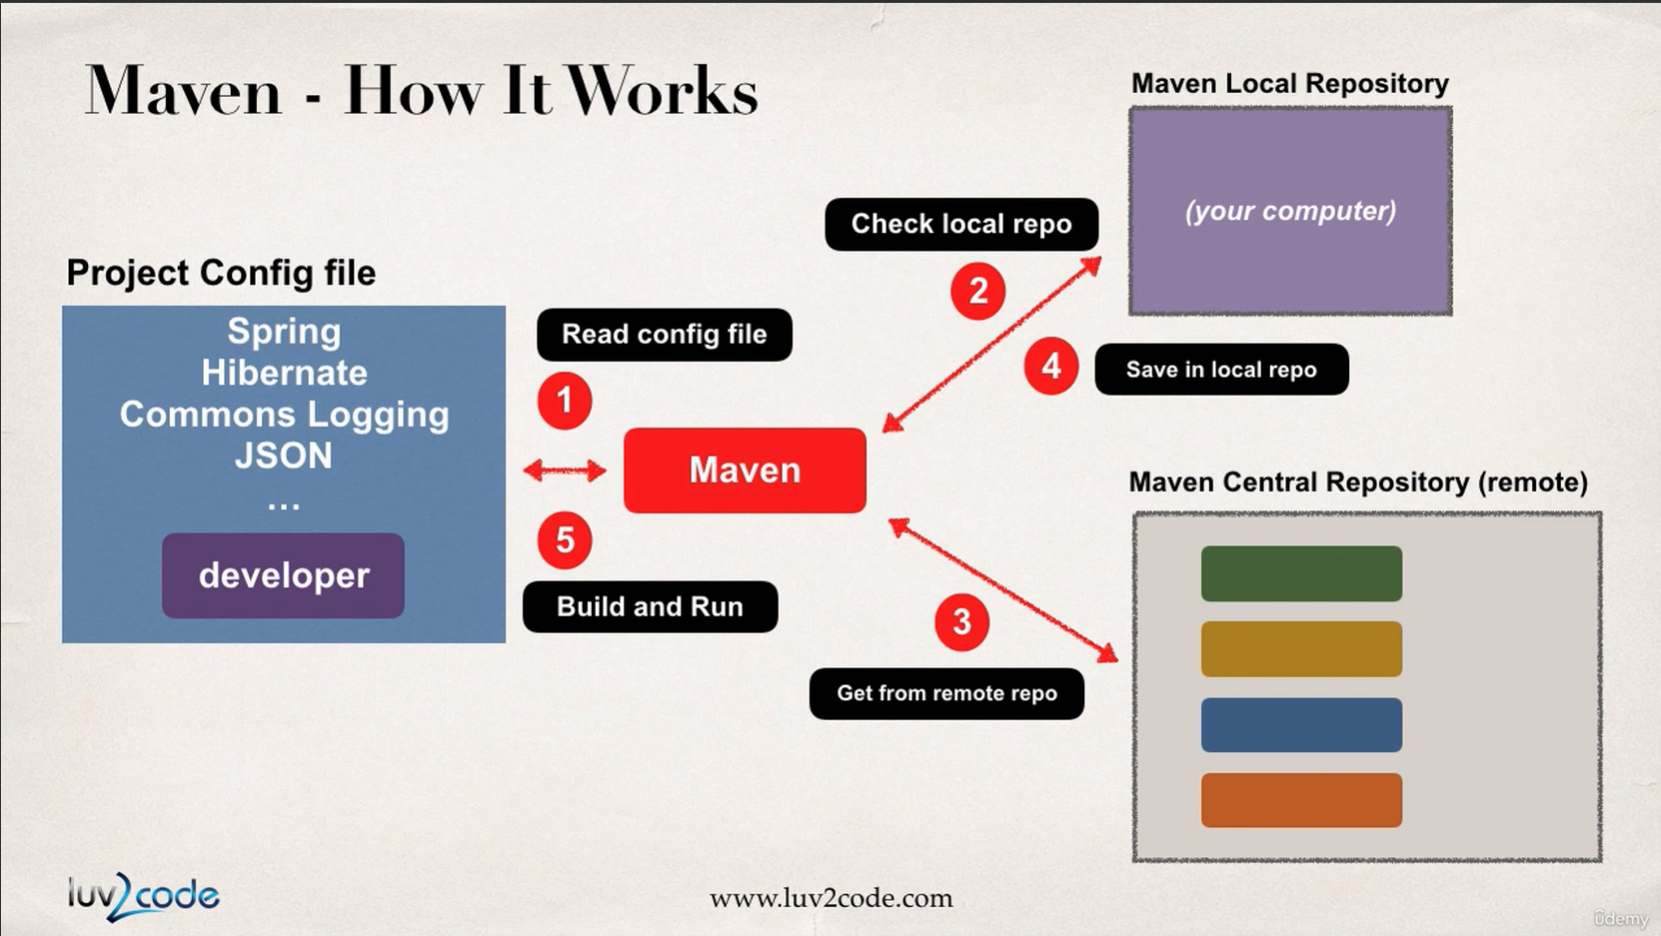 Maven - How It Works
Maven Local Repository
(your computer)
Check local repo
2
Project Config file
Spring
Hibernate
Commons Logging
JSON
...
developer
Read config file
1
4
Save in local repo
Maven
5
Build and Run
Maven Central Repository (remote)
3
Get from remote repo
luv2code
www.luv2code.com
ûdemy